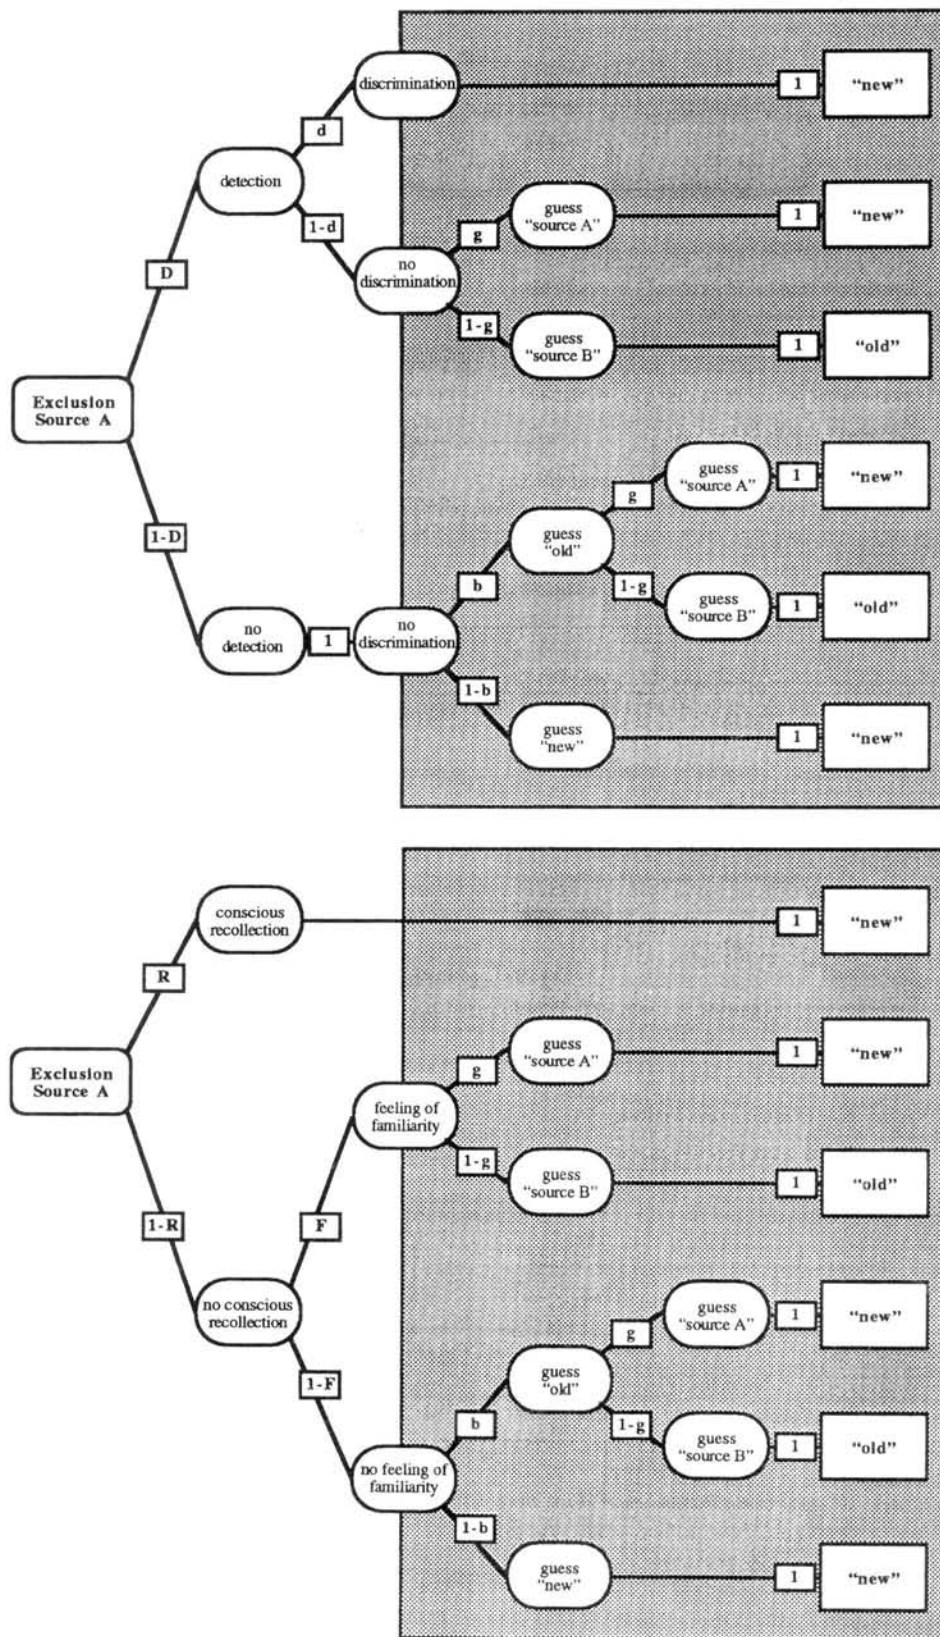 discrimination
1
“new”
d
detection
1-d
guess
“source A”
1
“new”
g
no
discrimination
D
1-g
guess
“source B”
1
“old”
Exclusion
Source A
guess
“source A”
1
“new”
g
guess
“old”
1-D
b
1-g
guess
“source B”
1
“old”
no
detection
1
no
discrimination
1-b
guess
“new”
1
“new”
conscious
recollection
1
“new”
R
Exclusion
Source A
guess
“source A”
1
“new”
g
feeling of
familiarity
1-g
guess
“source B”
1
“old”
1-R
F
no conscious
recollection
guess
“source A”
1
“new”
g
guess
“old”
1-F
b
1-g
guess
“source B”
1
“old”
no feeling of
familiarity
1-b
guess
“new”
1
“new”